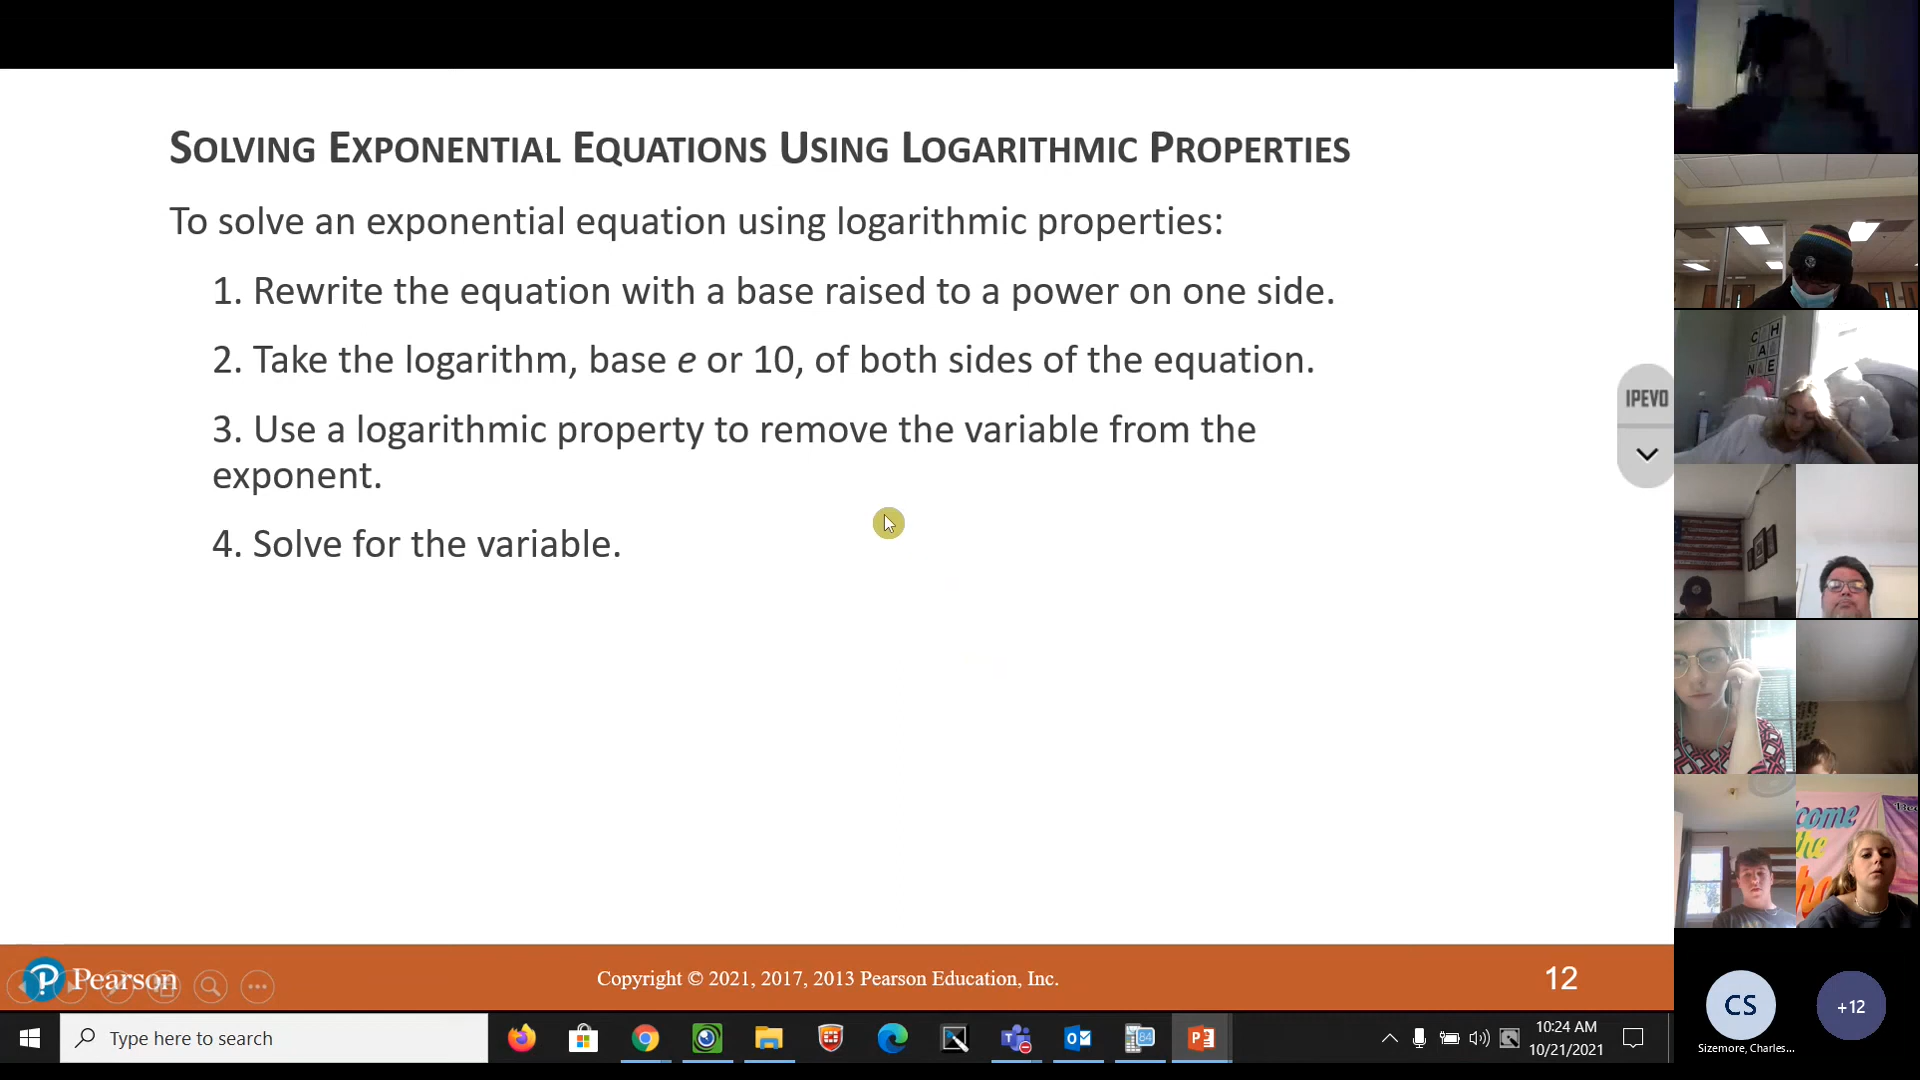 SOLVING EXPONENTIAL EQUATIONS USING LOGARITHMIC PROPERTIES
To solve an exponential equation using logarithmic properties:
1. Rewrite the equation with a base raised to a power on one side.
2. Take the logarithm, base e or 10, of both sides of the equation.
3. Use a logarithmic property to remove the variable from the
exponent.
4. Solve for the variable.
IPEVO
C H
A
N E
come
the
Pearson
Copyright © 2021, 2017, 2013 Pearson Education, Inc.
12
CS
+12
Sizemore, Charles...
Type here to search
84
10:24 AM
10/21/2021